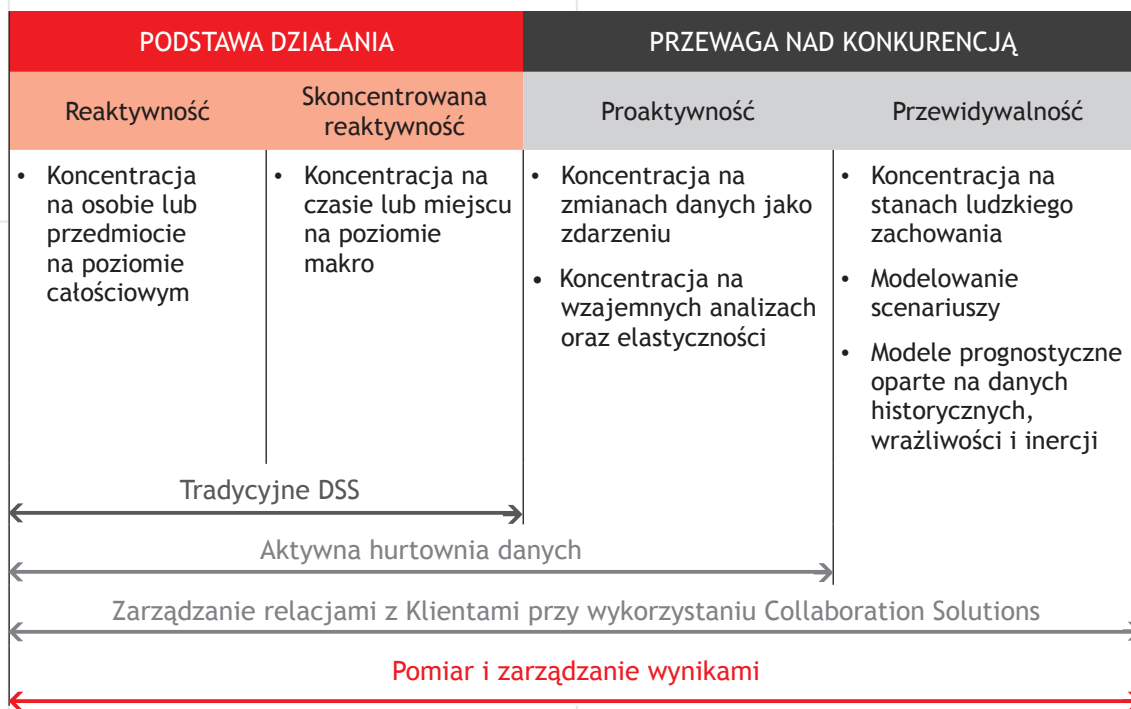 PODSTAWA DZIAŁANIA
PRZEWAGA NAD KONKURENCJĄ
Reaktywność
Skoncentrowana
reaktywność
Proaktywność
Przewidywalność
• Koncentracja
na osobie lub
przedmiocie
na poziomie
całościowym
• Koncentracja na
czasie lub miejscu
na poziomie
makro
• Koncentracja na
zmianach danych jako
zdarzeniu
• Koncentracja na
wzajemnych analizach
oraz elastyczności
• Koncentracja na
stanach ludzkiego
zachowania
• Modelowanie
scenariuszy
• Modele prognostyczne
oparte na danych
historycznych,
wrażliwości i inercji
Tradycyjne DSS
Aktywna hurtownia danych
Zarządzanie relacjami z Klientami przy wykorzystaniu Collaboration Solutions
Pomiar i zarządzanie wynikami